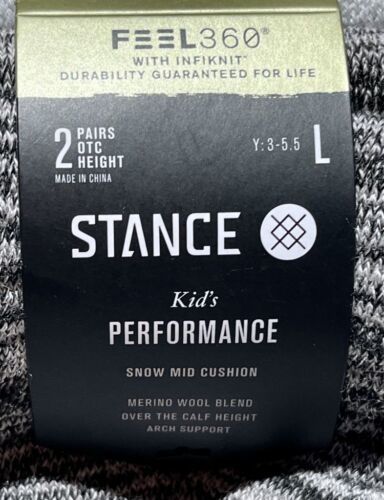 FEEL360®
WITH INFIKNIT™
DURABILITY GUARANTEED FOR LIFE
2 PAIRS
OTC
HEIGHT
MADE IN CHINA
Y: 3-5.5 L
STANCE
Kid's
PERFORMANCE
SNOW MID CUSHION
MERINO WOOL BLEND
OVER THE CALF HEIGHT
ARCH SUPPORT